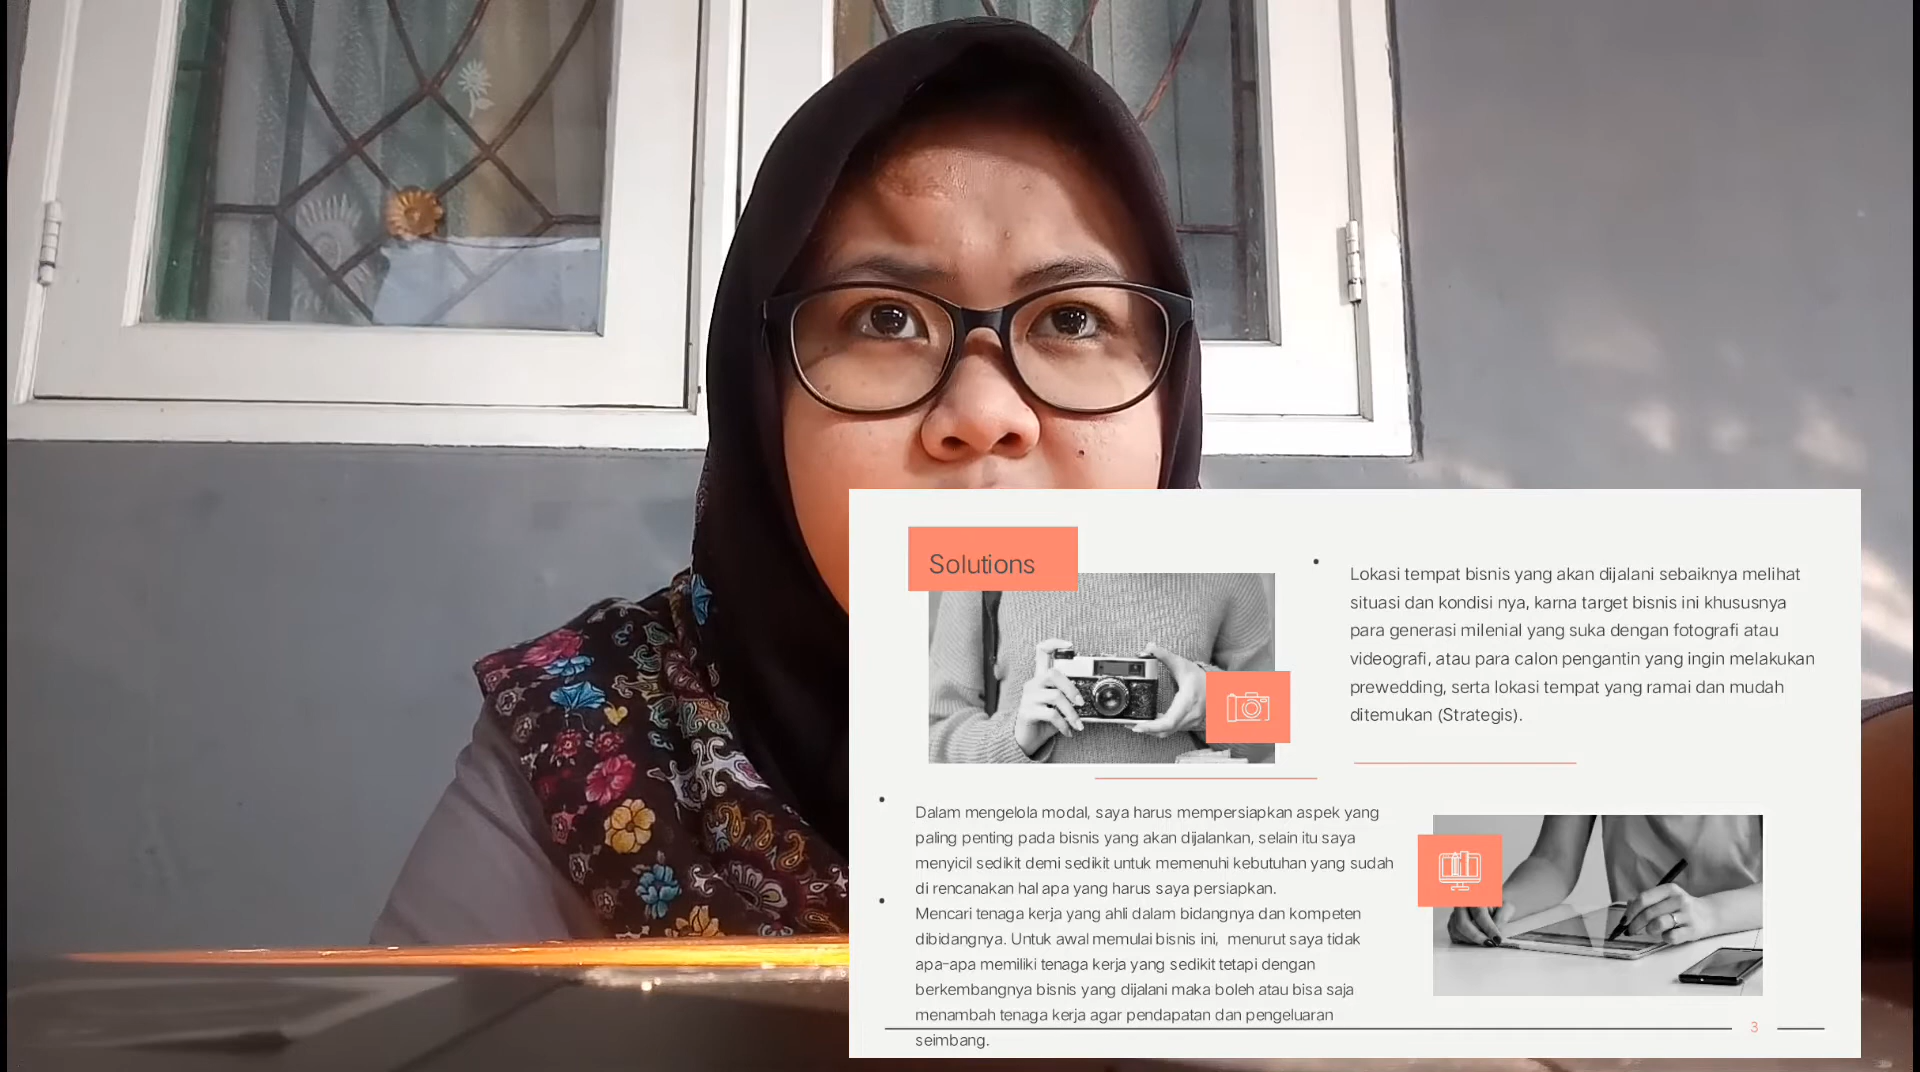 Solutions
Lokasi tempat bisnis yang akan dijalani sebaiknya melihat
situasi dan kondisi nya, karna target bisnis ini khususnya
para generasi milenial yang suka dengan fotografi atau
videografi, atau para calon pengantin yang ingin melakukan
prewedding, serta lokasi tempat yang ramai dan mudah
ditemukan (Strategis).
Dalam mengelola modal, saya harus mempersiapkan aspek yang
paling penting pada bisnis yang akan dijalankan, selain itu saya
menyicil sedikit demi sedikit untuk memenuhi kebutuhan yang sudah
di rencanakan hal apa yang harus saya persiapkan.
Mencari tenaga kerja yang ahli dalam bidangnya dan kompeten
dibidangnya. Untuk awal memulai bisnis ini,  menurut saya tidak
apa-apa memiliki tenaga kerja yang sedikit tetapi dengan
berkembangnya bisnis yang dijalani maka boleh atau bisa saja
menambah tenaga kerja agar pendapatan dan pengeluaran
seimbang.
3